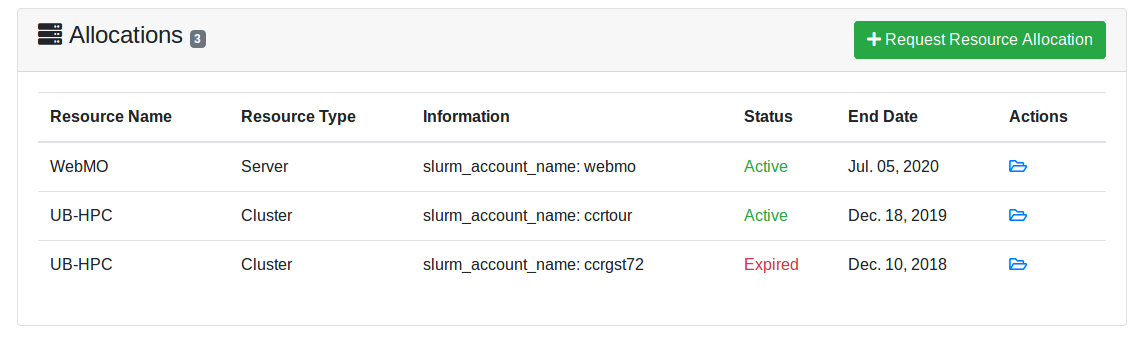 Allocations 3
+ Request Resource Allocation
Resource Name Resource Type Information Status End Date Actions
WebMO Server slurm_account_name: webmo Active Jul. 05, 2020
UB-HPC Cluster slurm_account_name: ccrtour Active Dec. 18, 2019
UB-HPC Cluster slurm_account_name: ccrgst72 Expired Dec. 10, 2018